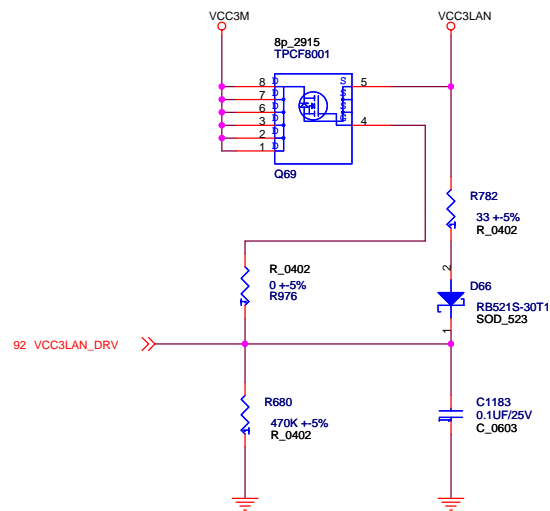 VCC3M
VCC3LAN
8p_2915
TPCF8001
8 D S 5
7 D S
6 D S
3 D 4
2 D
1 D
Q69
R782
33 +-5%
R_0402
R_0402
0 +-5%
R976
2
D66
RB521S-30T1
SOD_523
1
92 VCC3LAN_DRV
R680
470K +-5%
R_0402
C1183
0.1UF/25V
C_0603